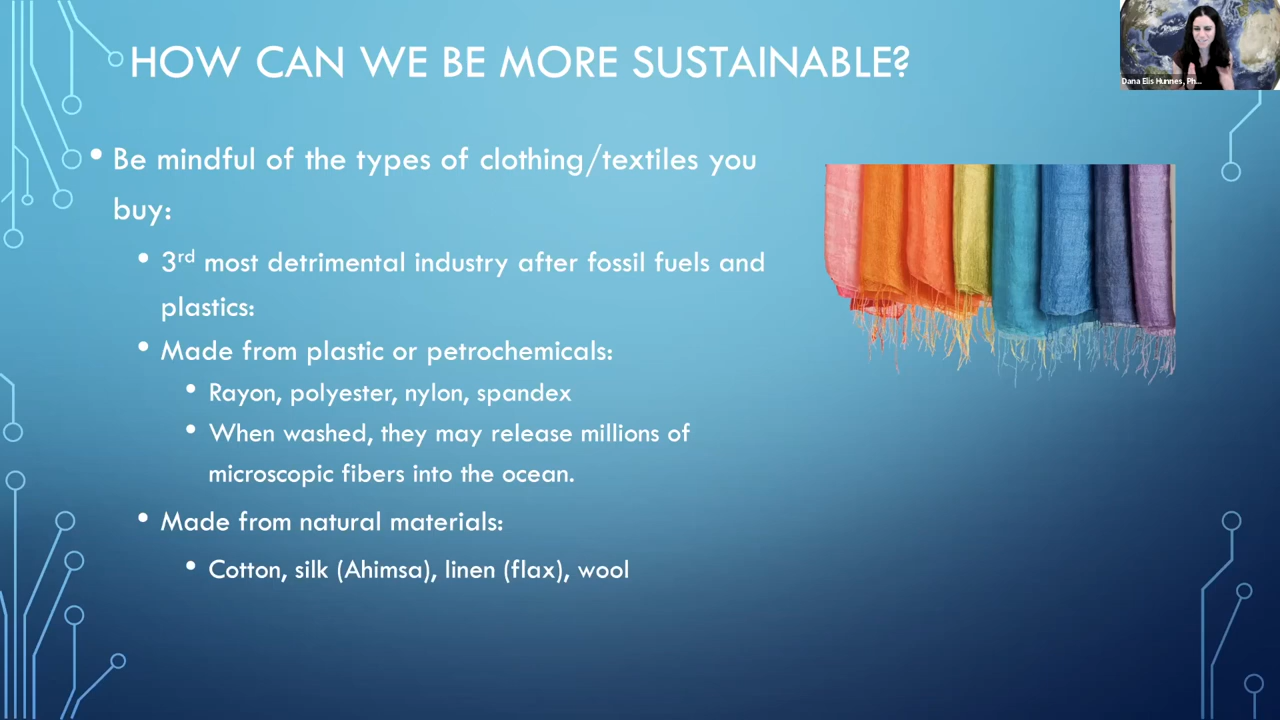 HOW CAN WE BE MORE SUSTAINABLE?
Dana Elis Hunnes, Ph...
• Be mindful of the types of clothing/textiles you
buy:
• 3rd most detrimental industry after fossil fuels and
plastics:
• Made from plastic or petrochemicals:
• Rayon, polyester, nylon, spandex
• When washed, they may release millions of
microscopic fibers into the ocean.
• Made from natural materials:
• Cotton, silk (Ahimsa), linen (flax), wool